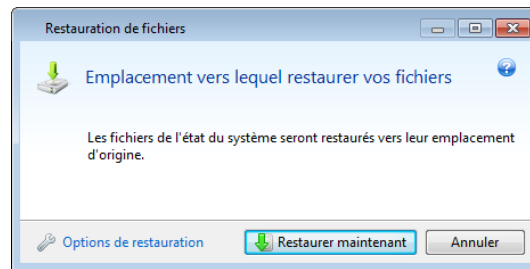 Restauration de fichiers
Emplacement vers lequel restaurer vos fichiers
Les fichiers de l'état du système seront restaurés vers leur emplacement
d'origine.
Options de restauration
Restaurer maintenant
Annuler